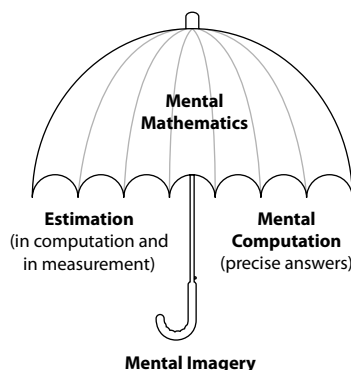 Mental
Mathematics
Estimation
(in computation and
in measurement)
Mental
Computation
(precise answers)
Mental Imagery